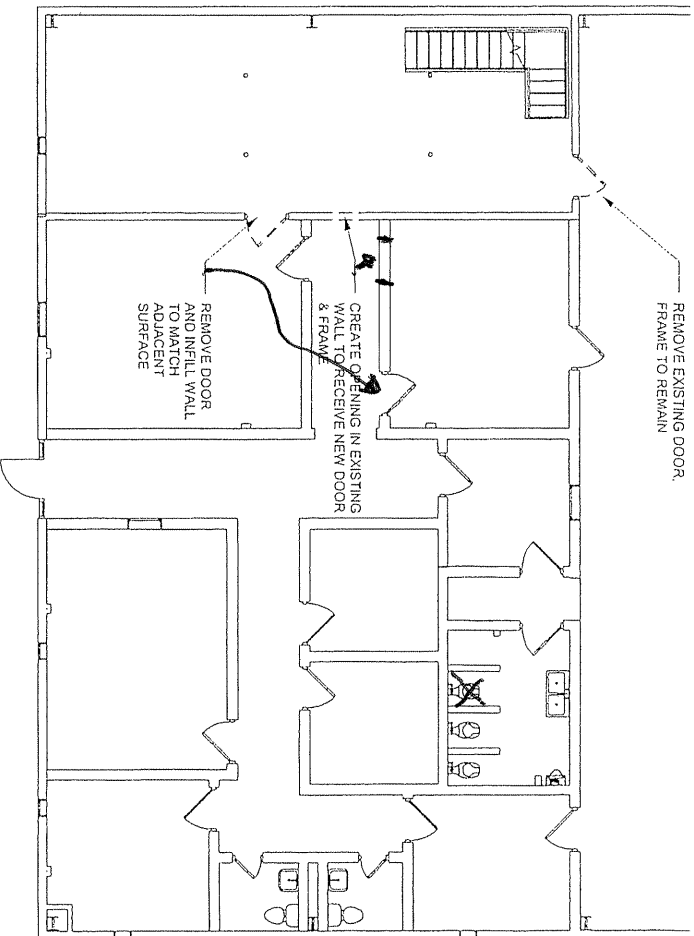 REMOVE EXISTING DOOR,
FRAME TO REMAIN
CREATE OPENING IN EXISTING
WALL TO RECEIVE NEW DOOR
& FRAME
REMOVE DOOR
AND INFILL WALL
TO MATCH
ADJACENT
SURFACE